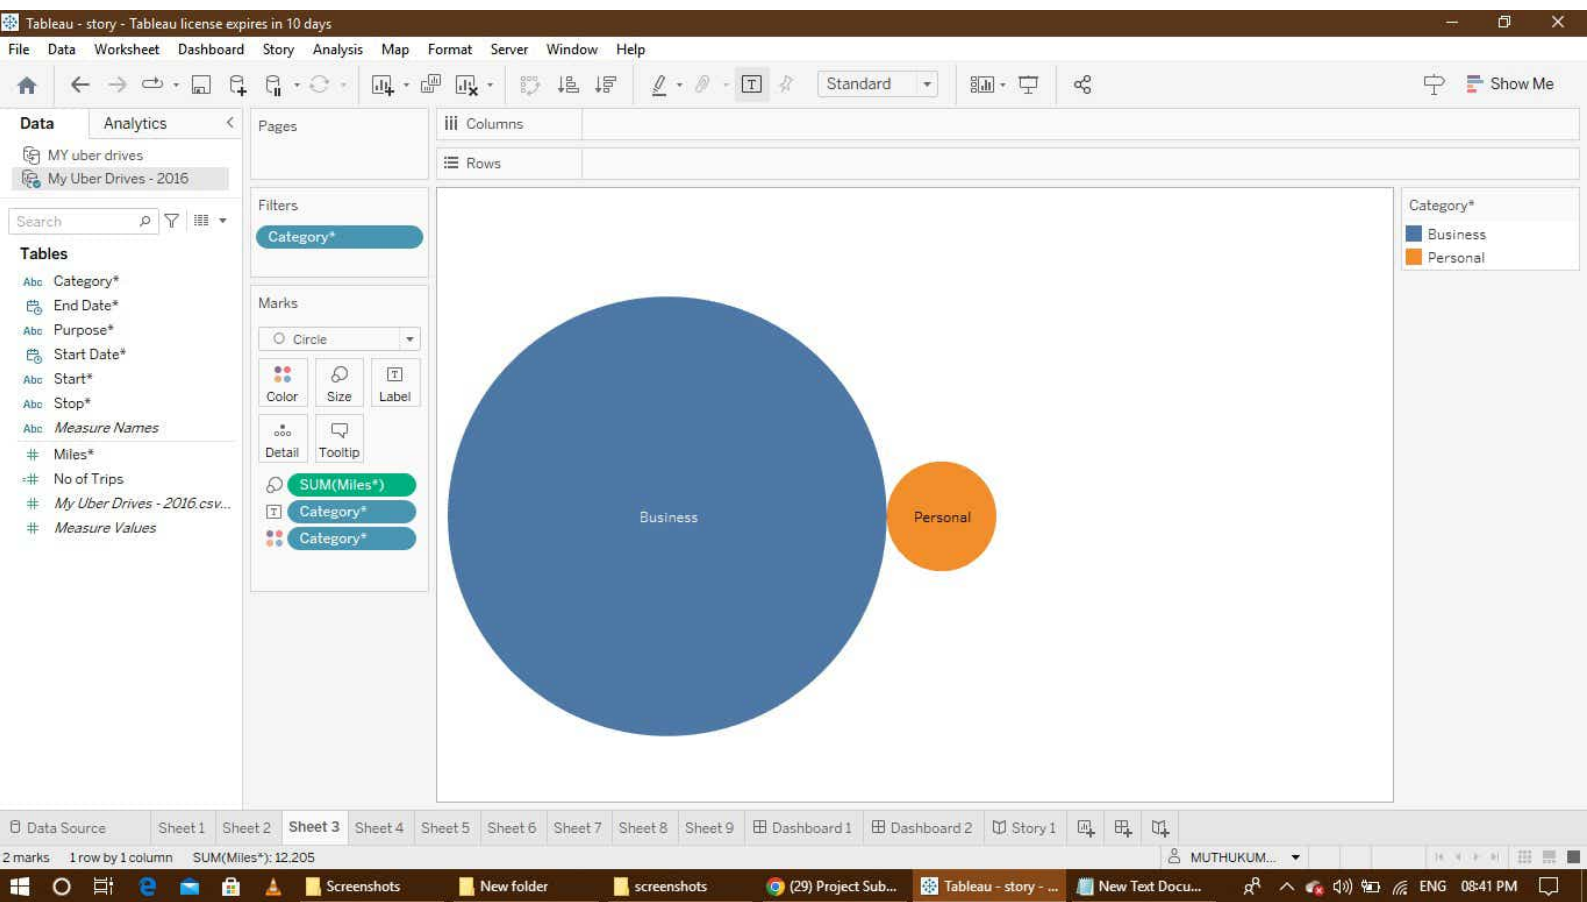 Tableau - story - Tableau license expires in 10 days
File Data Worksheet Dashboard Story Analysis Map Format Server Window Help
Standard
Show Me
Data Analytics
MY uber drives
My Uber Drives - 2016
Search
Tables
Abc Category*
End Date*
Abc Purpose*
Start Date*
Abc Start*
Abc Stop*
Abc Measure Names
# Miles*
=# No of Trips
# My Uber Drives - 2016.csv...
# Measure Values
Pages
Filters
Category*
Marks
Circle
Color Size Label
Detail Tooltip
SUM(Miles*)
Category*
Category*
iii Columns
Rows
Business
Personal
Category*
Business
Personal
Data Source Sheet 1 Sheet 2 Sheet 3 Sheet 4 Sheet 5 Sheet 6 Sheet 7 Sheet 8 Sheet 9 Dashboard 1 Dashboard 2 Story 1
2 marks 1 row by 1 column SUM(Miles*): 12,205
MUTHUKUM...
Screenshots New folder screenshots (29) Project Sub... Tableau - story - ... New Text Docu... ENG 08:41 PM